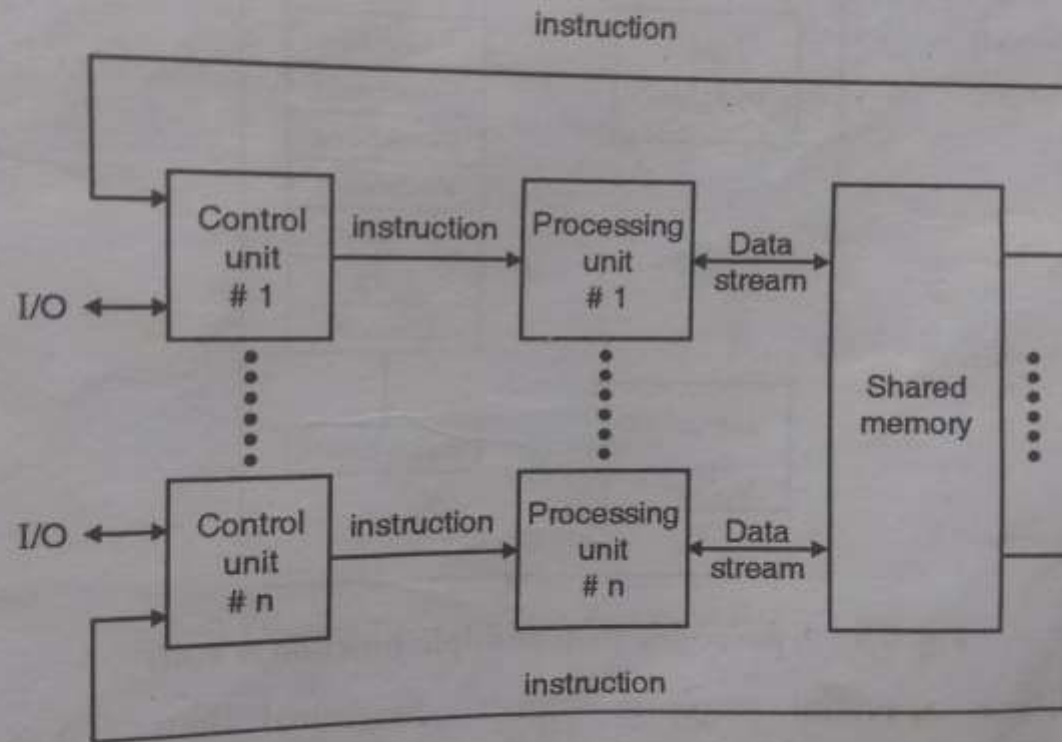 instruction
Control
unit
# 1
instruction
Processing
unit
# 1
Data
stream
I/O
Shared
memory
I/O
Control
unit
# n
instruction
Processing
unit
# n
Data
stream
instruction